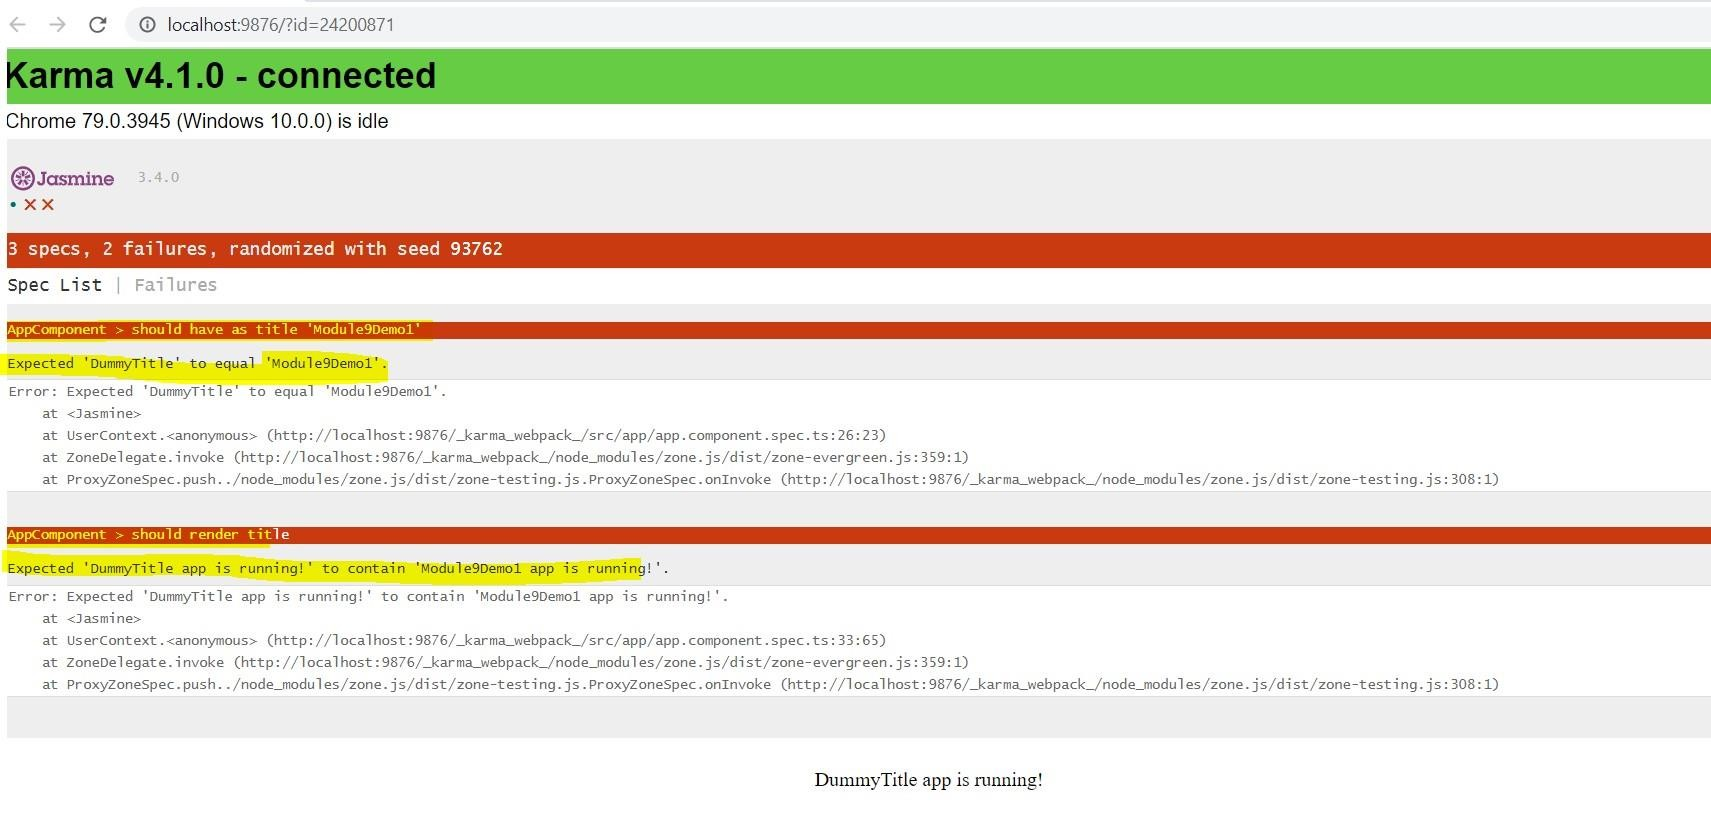 localhost:9876/?id=24200871
Karma v4.1.0 - connected
Chrome 79.0.3945 (Windows 10.0.0) is idle
Jasmine 3.4.0
• ✕ ✕
3 specs, 2 failures, randomized with seed 93762
Spec List | Failures
AppComponent > should have as title 'Module9Demo1'
Expected 'DummyTitle' to equal 'Module9Demo1'.
Error: Expected 'DummyTitle' to equal 'Module9Demo1'.
at <Jasmine>
at UserContext.<anonymous> (http://localhost:9876/_karma_webpack_/src/app/app.component.spec.ts:26:23)
at ZoneDelegate.invoke (http://localhost:9876/_karma_webpack_/node_modules/zone.js/dist/zone-evergreen.js:359:1)
at ProxyZoneSpec.push../node_modules/zone.js/dist/zone-testing.js.ProxyZoneSpec.onInvoke (http://localhost:9876/_karma_webpack_/node_modules/zone.js/dist/zone-testing.js:308:1)
AppComponent > should render title
Expected 'DummyTitle app is running!' to contain 'Module9Demo1 app is running!'.
Error: Expected 'DummyTitle app is running!' to contain 'Module9Demo1 app is running!'.
at <Jasmine>
at UserContext.<anonymous> (http://localhost:9876/_karma_webpack_/src/app/app.component.spec.ts:33:65)
at ZoneDelegate.invoke (http://localhost:9876/_karma_webpack_/node_modules/zone.js/dist/zone-evergreen.js:359:1)
at ProxyZoneSpec.push../node_modules/zone.js/dist/zone-testing.js.ProxyZoneSpec.onInvoke (http://localhost:9876/_karma_webpack_/node_modules/zone.js/dist/zone-testing.js:308:1)
DummyTitle app is running!